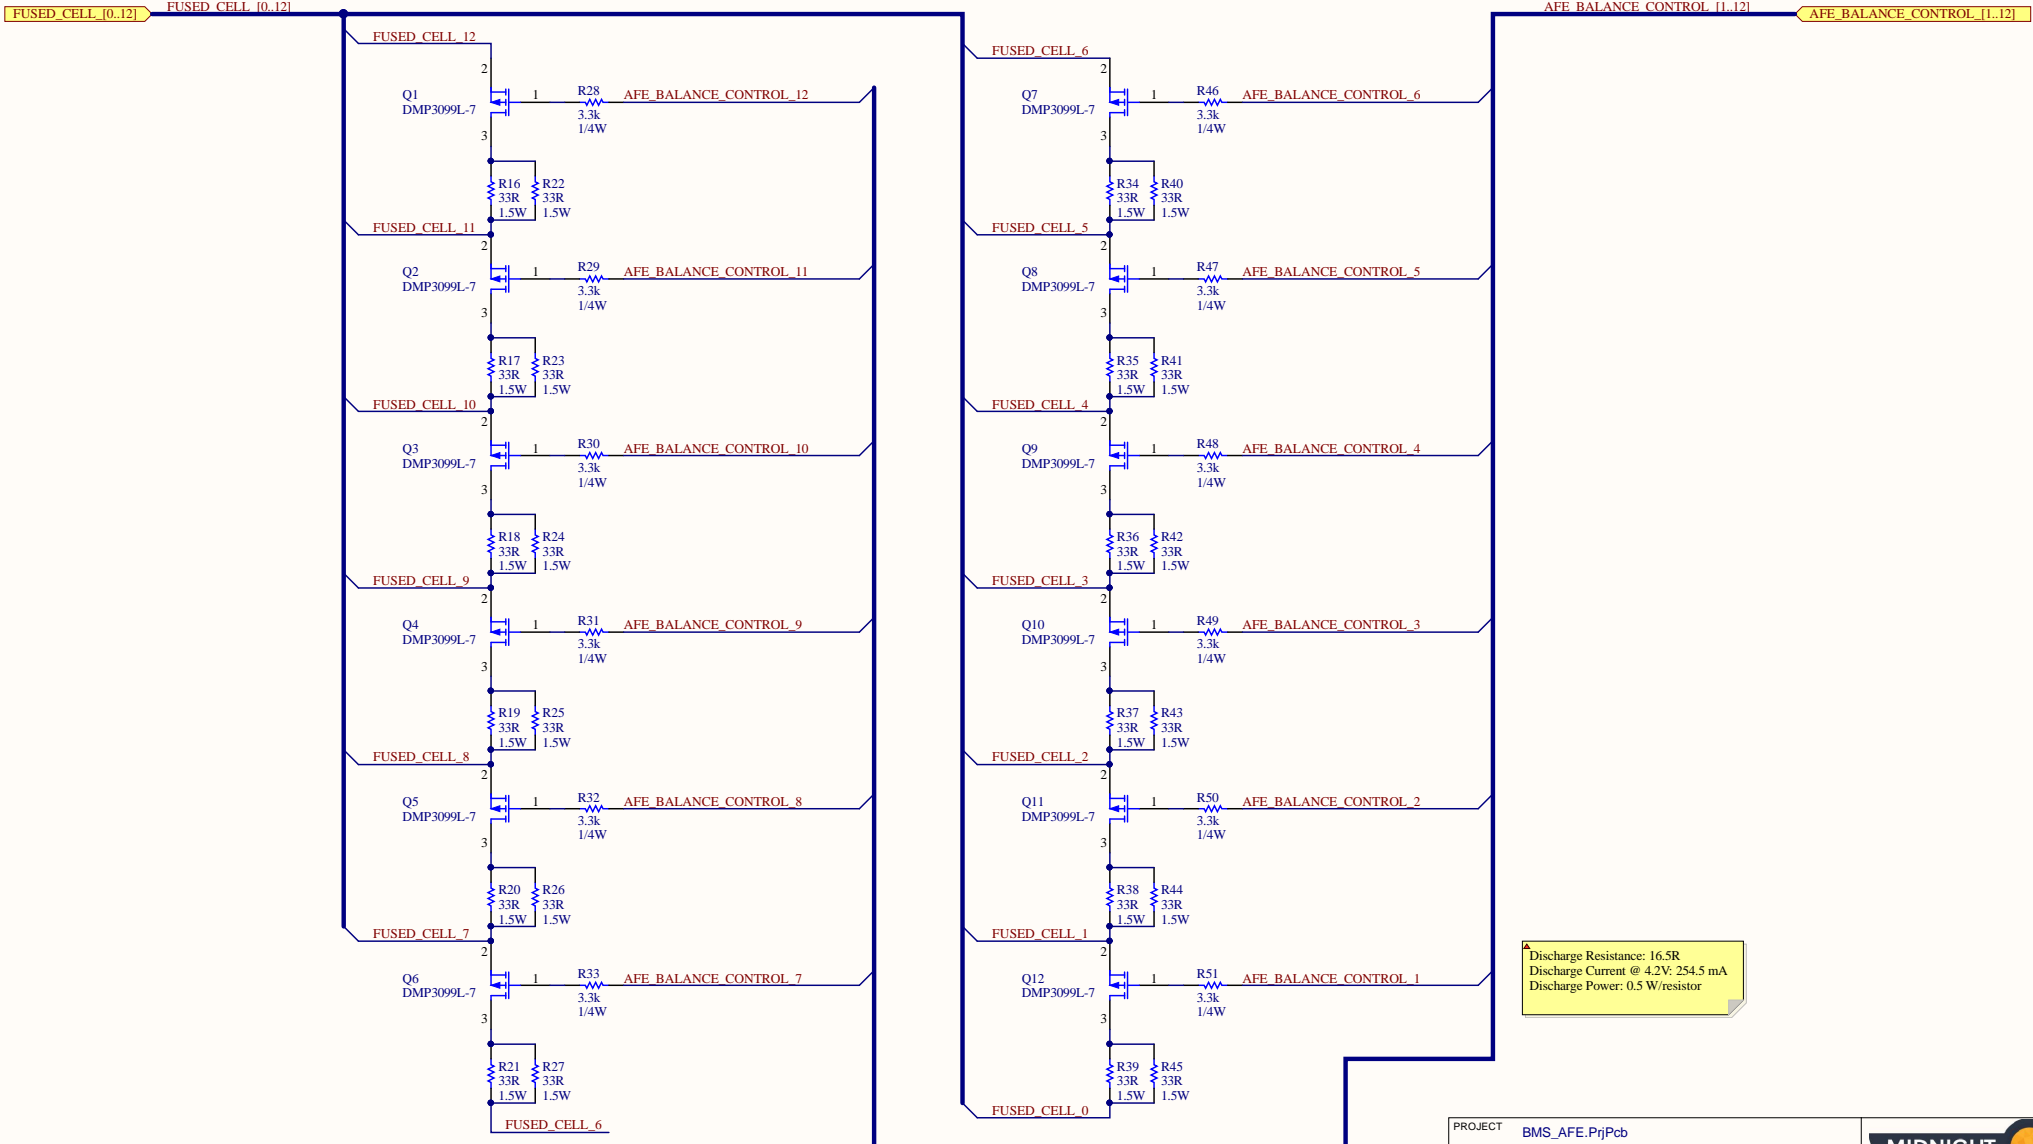 FUSED_CELL_[0..12]
FUSED_CELL_[0..12]
AFE_BALANCE_CONTROL_[1..12]
AFE_BALANCE_CONTROL_[1..12]
FUSED_CELL_12
2
Q1
DMP3099L-7
1
R28
3.3k
1/4W
AFE_BALANCE_CONTROL_12
3
R16
33R
1.5W
R22
33R
1.5W
FUSED_CELL_11
2
Q2
DMP3099L-7
1
R29
3.3k
1/4W
AFE_BALANCE_CONTROL_11
3
R17
33R
1.5W
R23
33R
1.5W
FUSED_CELL_10
2
Q3
DMP3099L-7
1
R30
3.3k
1/4W
AFE_BALANCE_CONTROL_10
3
R18
33R
1.5W
R24
33R
1.5W
FUSED_CELL_9
2
Q4
DMP3099L-7
1
R31
3.3k
1/4W
AFE_BALANCE_CONTROL_9
3
R19
33R
1.5W
R25
33R
1.5W
FUSED_CELL_8
2
Q5
DMP3099L-7
1
R32
3.3k
1/4W
AFE_BALANCE_CONTROL_8
3
R20
33R
1.5W
R26
33R
1.5W
FUSED_CELL_7
2
Q6
DMP3099L-7
1
R33
3.3k
1/4W
AFE_BALANCE_CONTROL_7
3
R21
33R
1.5W
R27
33R
1.5W
FUSED_CELL_6
FUSED_CELL_6
2
Q7
DMP3099L-7
1
R46
3.3k
1/4W
AFE_BALANCE_CONTROL_6
3
R34
33R
1.5W
R40
33R
1.5W
FUSED_CELL_5
2
Q8
DMP3099L-7
1
R47
3.3k
1/4W
AFE_BALANCE_CONTROL_5
3
R35
33R
1.5W
R41
33R
1.5W
FUSED_CELL_4
2
Q9
DMP3099L-7
1
R48
3.3k
1/4W
AFE_BALANCE_CONTROL_4
3
R36
33R
1.5W
R42
33R
1.5W
FUSED_CELL_3
2
Q10
DMP3099L-7
1
R49
3.3k
1/4W
AFE_BALANCE_CONTROL_3
3
R37
33R
1.5W
R43
33R
1.5W
FUSED_CELL_2
2
Q11
DMP3099L-7
1
R50
3.3k
1/4W
AFE_BALANCE_CONTROL_2
3
R38
33R
1.5W
R44
33R
1.5W
FUSED_CELL_1
2
Q12
DMP3099L-7
1
R51
3.3k
1/4W
AFE_BALANCE_CONTROL_1
3
R39
33R
1.5W
R45
33R
1.5W
FUSED_CELL_0
Discharge Resistance: 16.5R
Discharge Current @ 4.2V: 254.5 mA
Discharge Power: 0.5 W/resistor
PROJECT
BMS_AFE.PrjPcb
MIDNIGHT